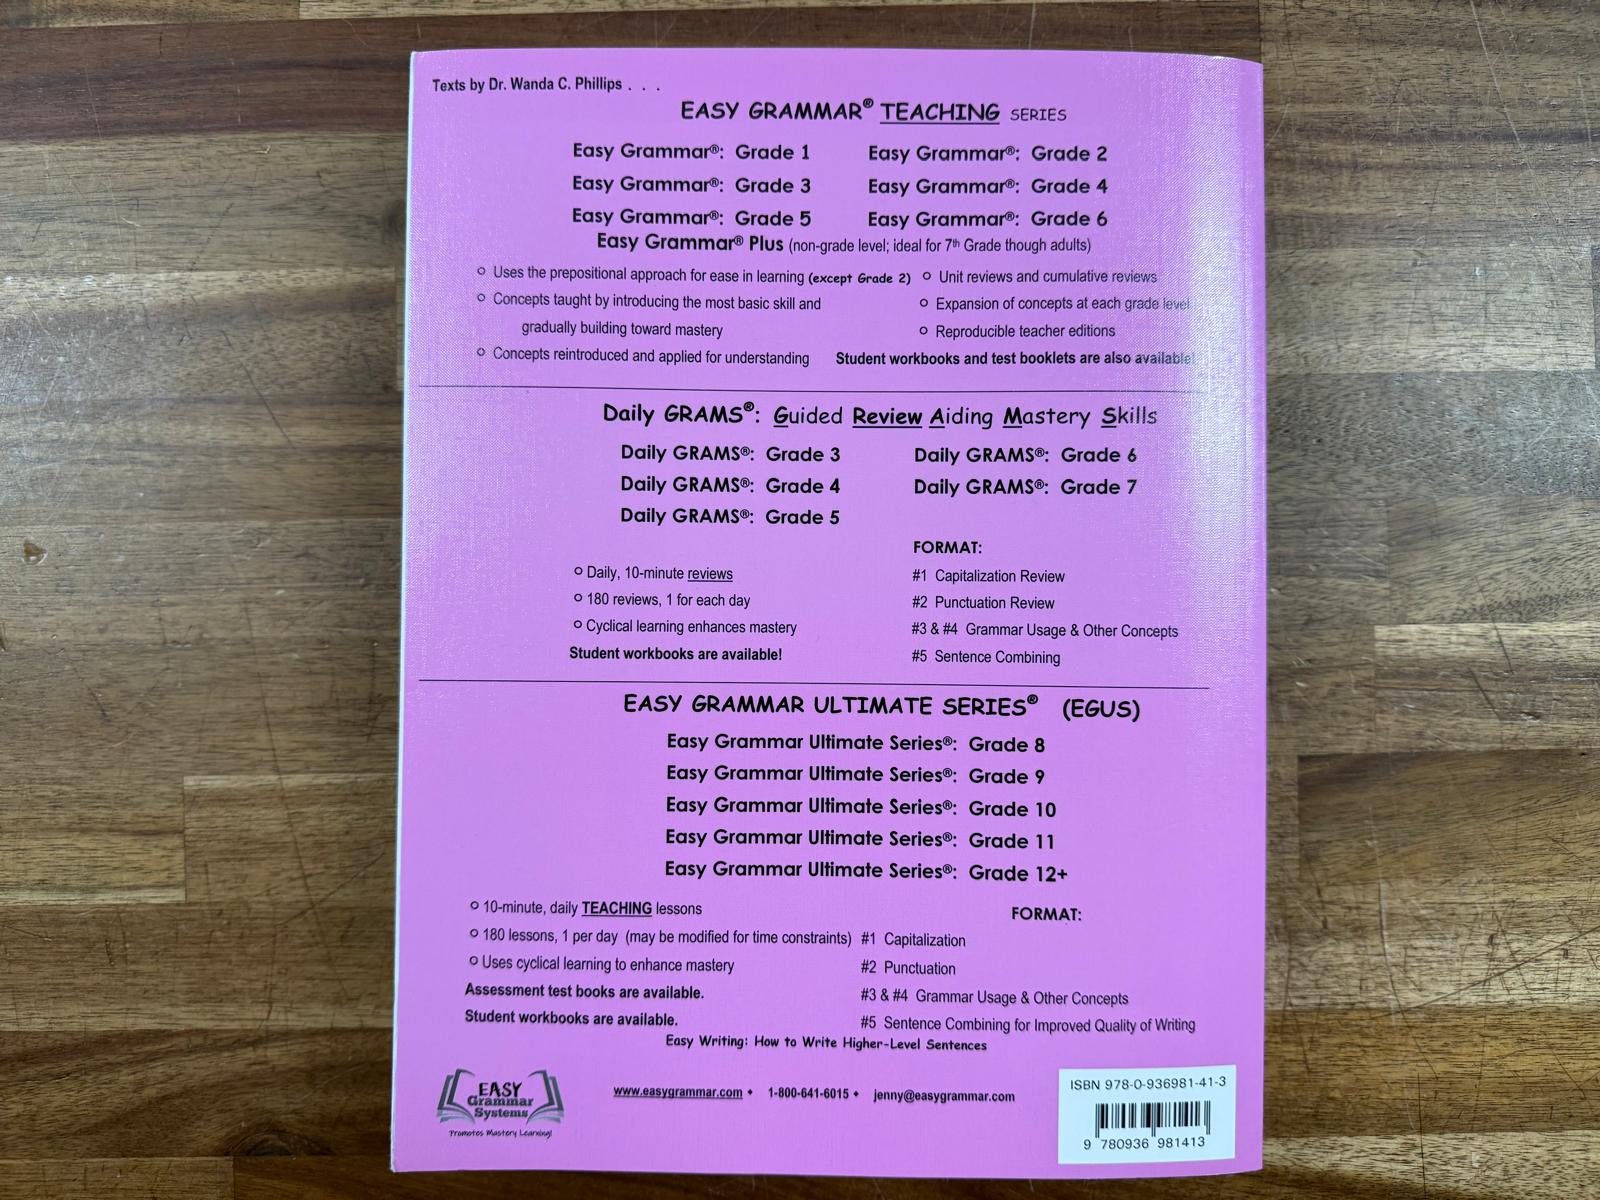 Texts by Dr. Wanda C. Phillips . . .
EASY GRAMMAR® TEACHING SERIES
Easy Grammar®: Grade 1 Easy Grammar®: Grade 2
Easy Grammar®: Grade 3 Easy Grammar®: Grade 4
Easy Grammar®: Grade 5 Easy Grammar®: Grade 6
Easy Grammar® Plus (non-grade level; ideal for 7th Grade though adults)
○ Uses the prepositional approach for ease in learning (except Grade 2) ○ Unit reviews and cumulative reviews
○ Concepts taught by introducing the most basic skill and ○ Expansion of concepts at each grade level
gradually building toward mastery ○ Reproducible teacher editions
○ Concepts reintroduced and applied for understanding Student workbooks and test booklets are also available!
Daily GRAMS®: Guided Review Aiding Mastery Skills
Daily GRAMS®: Grade 3 Daily GRAMS®: Grade 6
Daily GRAMS®: Grade 4 Daily GRAMS®: Grade 7
Daily GRAMS®: Grade 5
FORMAT:
○ Daily, 10-minute reviews #1 Capitalization Review
○ 180 reviews, 1 for each day #2 Punctuation Review
○ Cyclical learning enhances mastery #3 & #4 Grammar Usage & Other Concepts
Student workbooks are available! #5 Sentence Combining
EASY GRAMMAR ULTIMATE SERIES® (EGUS)
Easy Grammar Ultimate Series®: Grade 8
Easy Grammar Ultimate Series®: Grade 9
Easy Grammar Ultimate Series®: Grade 10
Easy Grammar Ultimate Series®: Grade 11
Easy Grammar Ultimate Series®: Grade 12+
○ 10-minute, daily TEACHING lessons FORMAT:
○ 180 lessons, 1 per day (may be modified for time constraints) #1 Capitalization
○ Uses cyclical learning to enhance mastery #2 Punctuation
Assessment test books are available. #3 & #4 Grammar Usage & Other Concepts
Student workbooks are available. #5 Sentence Combining for Improved Quality of Writing
Easy Writing: How to Write Higher-Level Sentences
EASY
Grammar
Systems
Promotes Mastery Learning!
www.easygrammar.com ◆ 1-800-641-6015 ◆ jenny@easygrammar.com
ISBN 978-0-936981-41-3
9 780936 981413